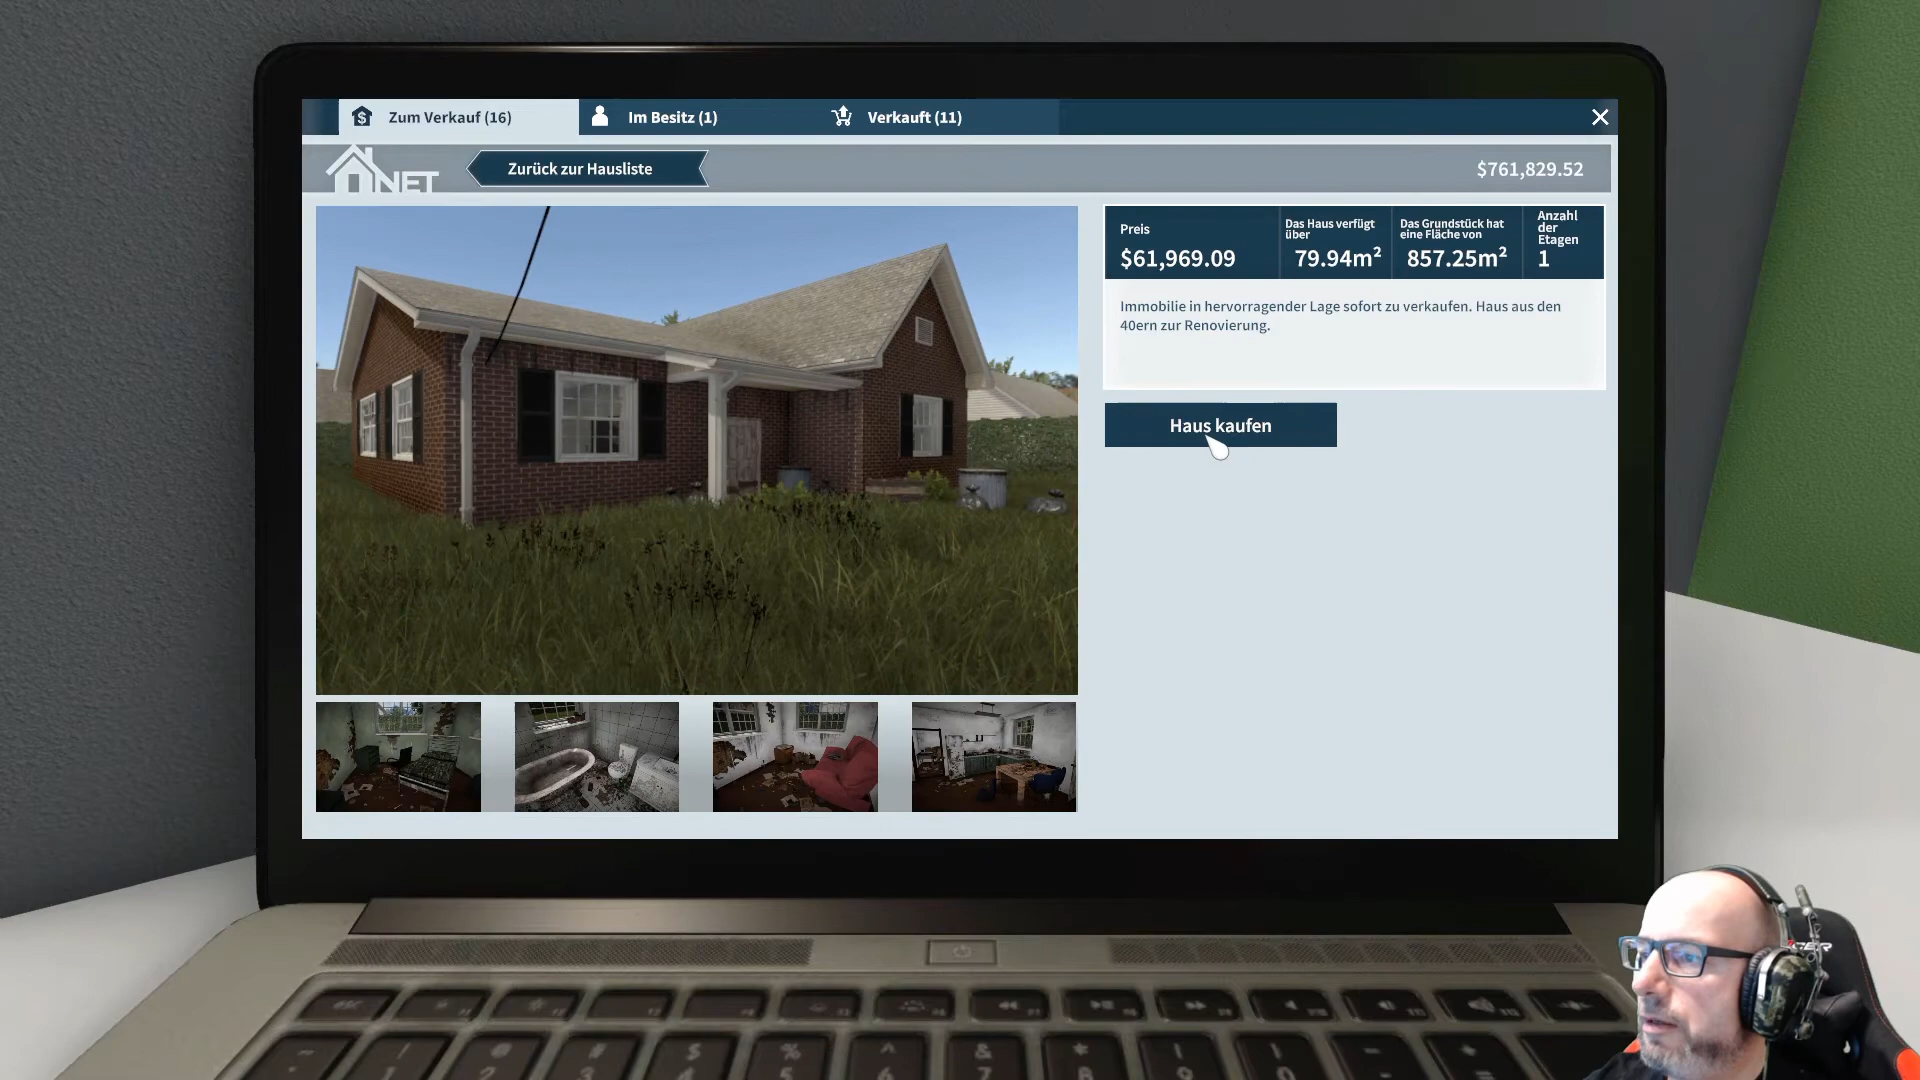 Zum Verkauf (16)
Im Besitz (1)
Verkauft (11)
NET
Zurück zur Hausliste
$761,829.52
Preis
$61,969.09
Das Haus verfügt
über
79.94m²
Das Grundstück hat
eine Fläche von
857.25m²
Anzahl
der
Etagen
1
Immobilie in hervorragender Lage sofort zu verkaufen. Haus aus den
40ern zur Renovierung.
Haus kaufen